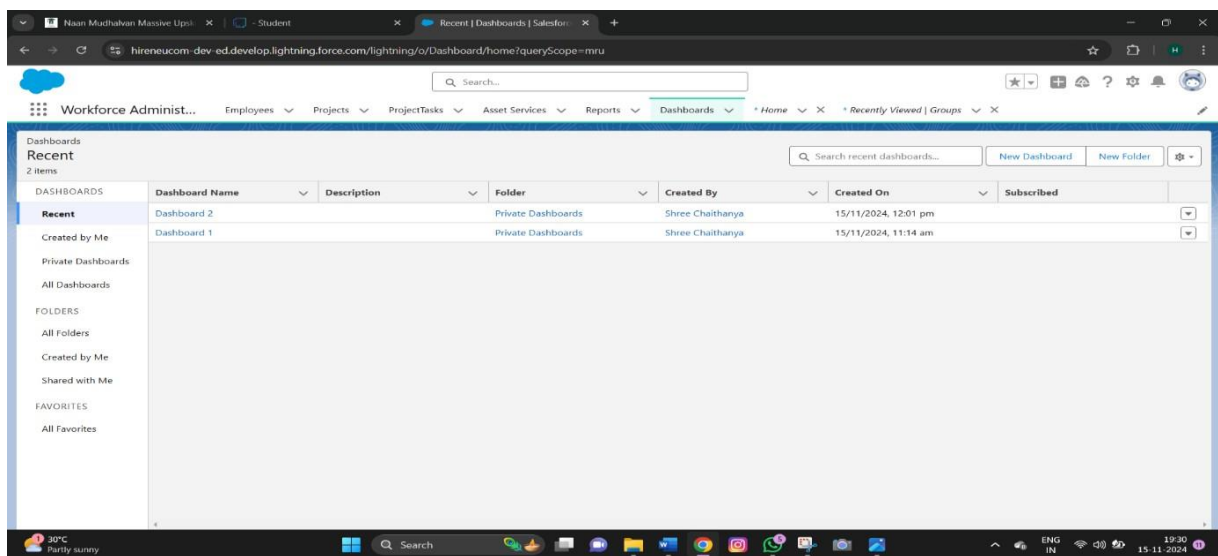 Naan Mudhalvan Massive Upsk
- Student
Recent | Dashboards | Salesforc
hireneucom-dev-ed.develop.lightning.force.com/lightning/o/Dashboard/home?queryScope=mru
H
Search...
Workforce Administ...
Employees
Projects
ProjectTasks
Asset Services
Reports
Dashboards
* Home
* Recently Viewed | Groups
Dashboards
Recent
2 items
Search recent dashboards...
New Dashboard
New Folder
DASHBOARDS
Recent
Created by Me
Private Dashboards
All Dashboards
FOLDERS
All Folders
Created by Me
Shared with Me
FAVORITES
All Favorites
Dashboard Name Description Folder Created By Created On Subscribed
Dashboard 2 Private Dashboards Shree Chaithanya 15/11/2024, 12:01 pm
Dashboard 1 Private Dashboards Shree Chaithanya 15/11/2024, 11:14 am
1
30°C
Partly sunny
Search
ENG
IN
19:30
15-11-2024